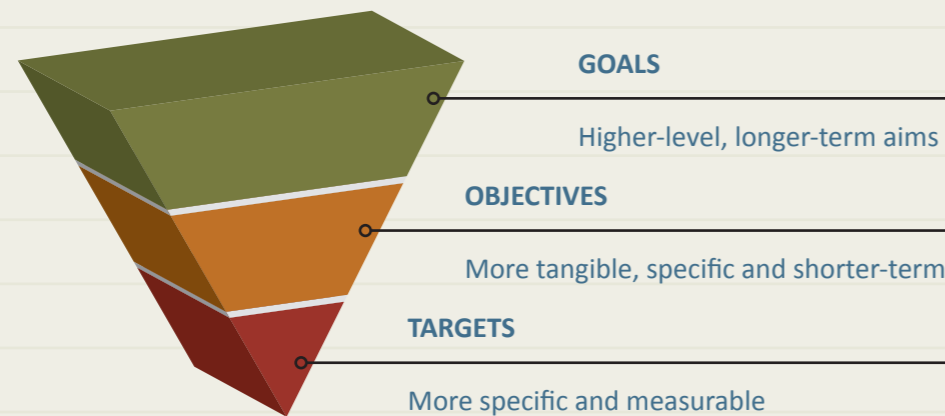 GOALS
Higher-level, longer-term aims
OBJECTIVES
More tangible, specific and shorter-term
TARGETS
More specific and measurable